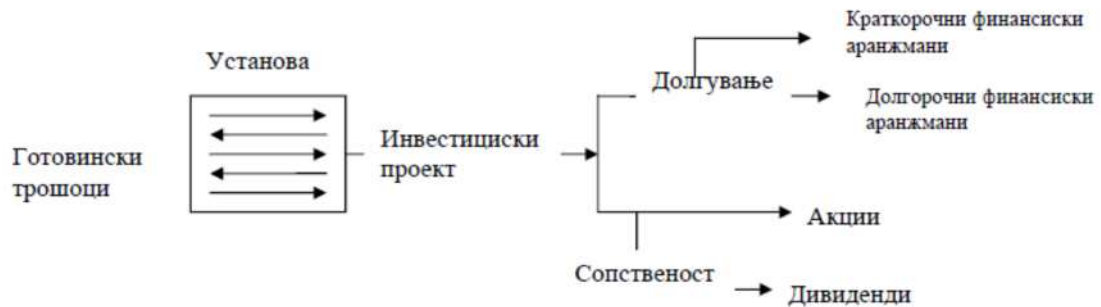 Краткорочни финансиски
аранжмани
Установа
Долгување
Долгорочни финансиски
аранжмани
Готовински
трошоци
Инвестициски
проект
Акции
Сопственост
Дивиденди